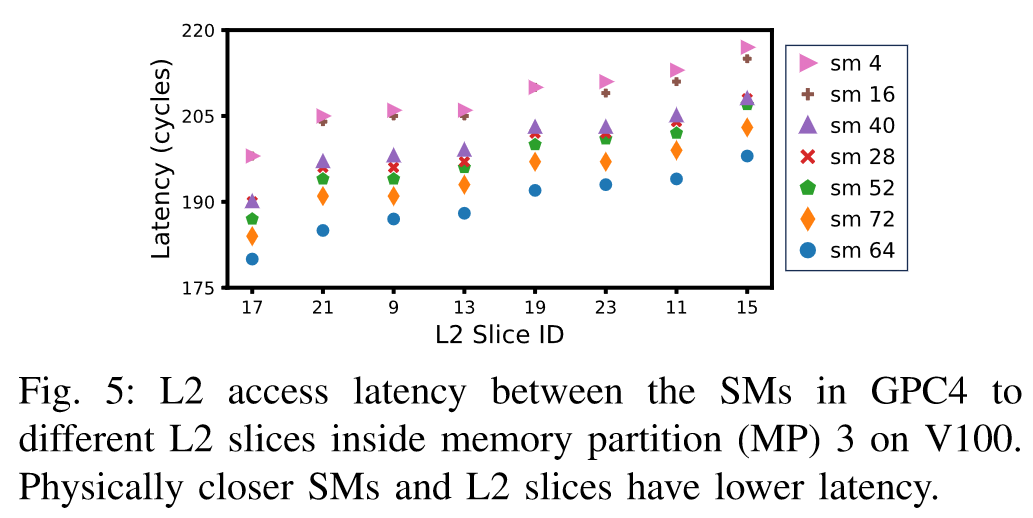 220
205
190
175
Latency (cycles)
17 21 9 13 19 23 11 15
L2 Slice ID
sm 4
sm 16
sm 40
sm 28
sm 52
sm 72
sm 64
Fig. 5: L2 access latency between the SMs in GPC4 to
different L2 slices inside memory partition (MP) 3 on V100.
Physically closer SMs and L2 slices have lower latency.